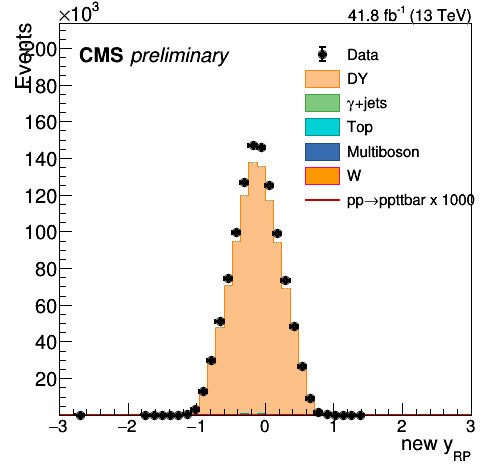 ×10³
41.8 fb⁻¹ (13 TeV)
Events
CMS preliminary
Data
DY
γ+jets
Top
Multiboson
W
pp→ppttbar x 1000
200
180
160
140
120
100
80
60
40
20
−3 −2 −1 0 1 2 3
new y_RP